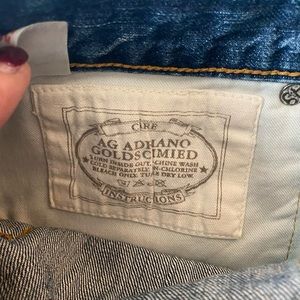 CARE
AG ADRIANO
GOLDSCHMIED
TURN INSIDE OUT, MACHINE WASH
COLD SEPARATELY, NON-CHLORINE
BLEACH ONLY. TUMBLE DRY LOW.
INSTRUCTIONS